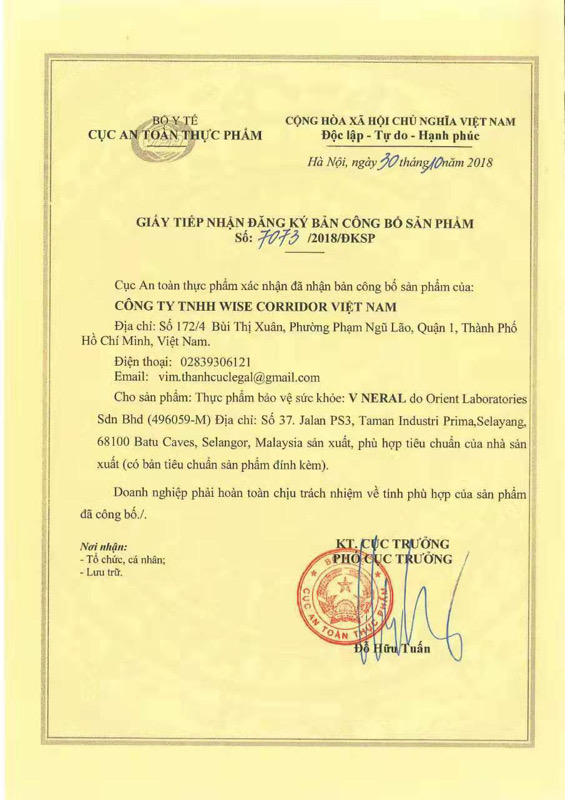 BỘ Y TẾ
CỤC AN TOÀN THỰC PHẨM
CỘNG HÒA XÃ HỘI CHỦ NGHĨA VIỆT NAM
Độc lập - Tự do - Hạnh phúc
Hà Nội, ngày 30 tháng 10 năm 2018
GIẤY TIẾP NHẬN ĐĂNG KÝ BẢN CÔNG BỐ SẢN PHẨM
Số: 7073 /2018/ĐKSP
Cục An toàn thực phẩm xác nhận đã nhận bản công bố sản phẩm của:
CÔNG TY TNHH WISE CORRIDOR VIỆT NAM
Địa chỉ: Số 172/4 Bùi Thị Xuân, Phường Phạm Ngũ Lão, Quận 1, Thành Phố
Hồ Chí Minh, Việt Nam.
Điện thoại: 02839306121
Email: vim.thanhcuclegal@gmail.com
Cho sản phẩm: Thực phẩm bảo vệ sức khỏe: V NERAL do Orient Laboratories
Sdn Bhd (496059-M) Địa chỉ: Số 37. Jalan PS3, Taman Industri Prima,Selayang,
68100 Batu Caves, Selangor, Malaysia sản xuất, phù hợp tiêu chuẩn của nhà sản
xuất (có bản tiêu chuẩn sản phẩm đính kèm).
Doanh nghiệp phải hoàn toàn chịu trách nhiệm về tính phù hợp của sản phẩm
đã công bố./.
Nơi nhận:
- Tổ chức, cá nhân;
- Lưu trữ.
KT. CỤC TRƯỞNG
PHÓ CỤC TRƯỞNG
CỤC AN TOÀN THỰC PHẨM
Đỗ Hữu Tuấn